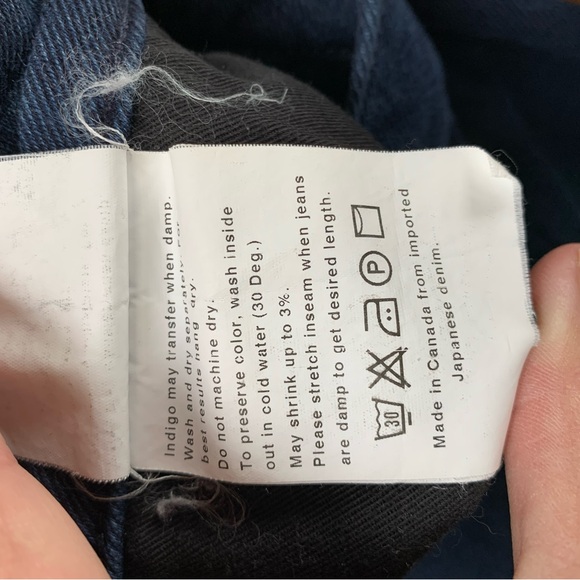 Indigo may transfer when damp.
Wash and dry separately. For
best results hang dry.
Do not machine dry.
To preserve color, wash inside
out in cold water (30 Deg.)
May shrink up to 3%.
Please stretch inseam when jeans
are damp to get desired length.
30 P
Made in Canada from imported
Japanese denim.